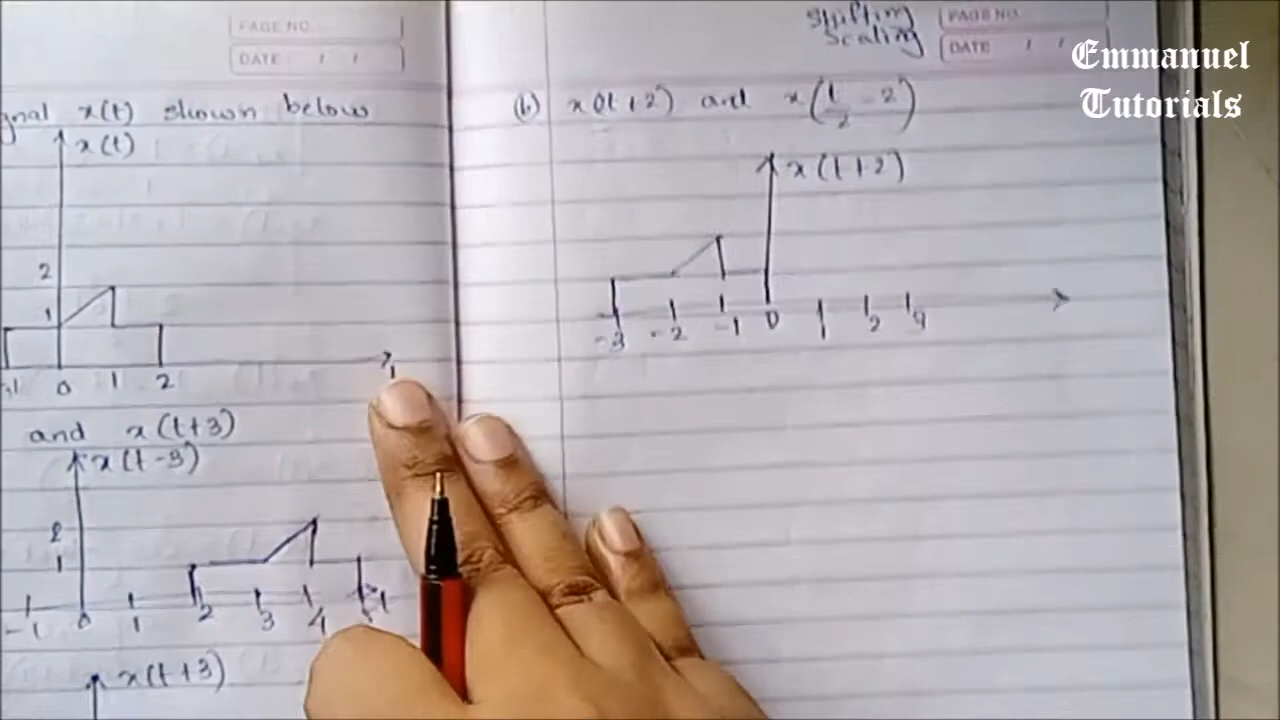 PAGE NO.
DATE : / /
gnal x(t) shown below
x(t)
2
1
-1 0 1 2
and x(t+3)
x(t-3)
2
1
-1 0 1 2 3 4
x(t+3)
Shifting
Scaling
PAGE NO.
DATE / /
Emmanuel
Tutorials
(b) x(t+2) and x(t/2 - 2)
x(t+2)
-3 -2 -1 0 1 2